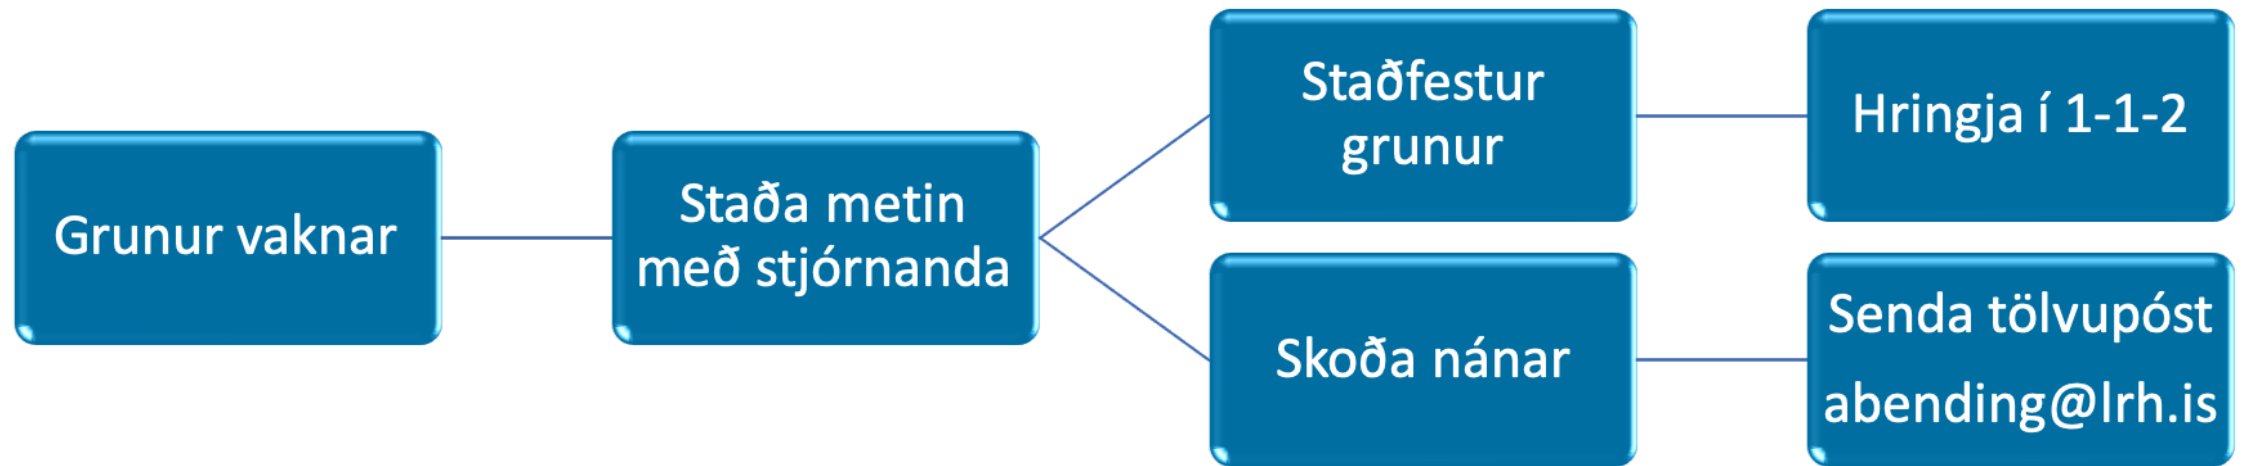 Grunur vaknar
Staða metin
með stjórnanda
Staðfestur
grunur
Hringja í 1-1-2
Skoða nánar
Senda tölvupóst
abending@lrh.is